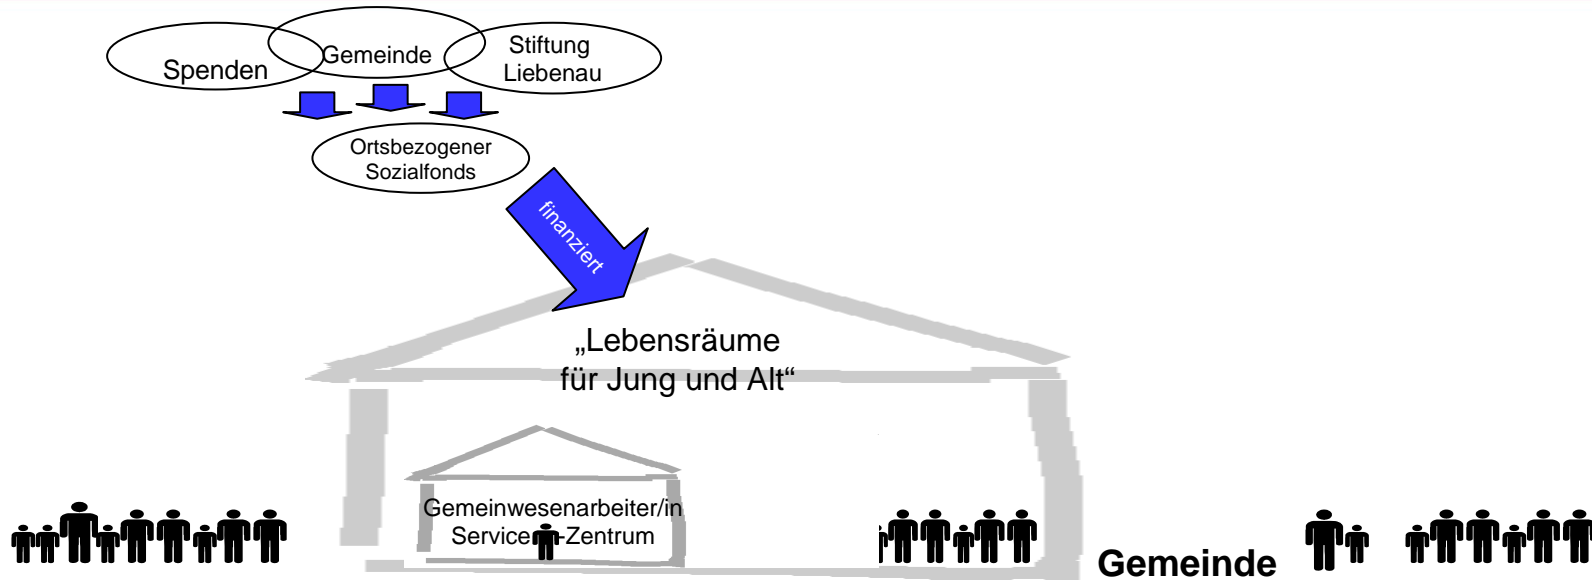 Spenden
Gemeinde
Stiftung
Liebenau
Ortsbezogener
Sozialfonds
finanziert
„Lebensräume
für Jung und Alt“
Gemeinwesenarbeiter/in
Service -Zentrum
Gemeinde